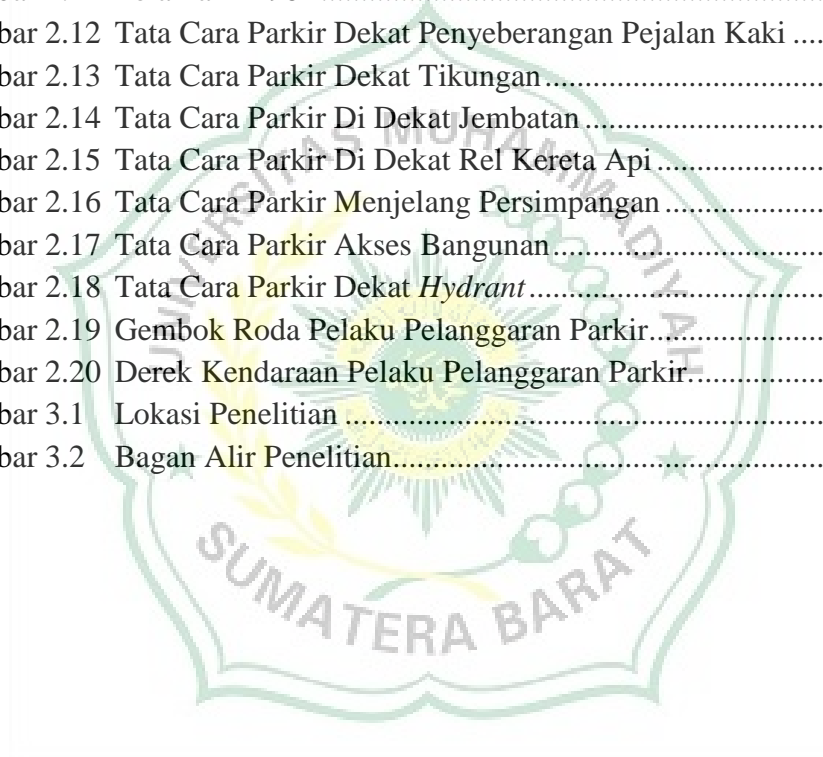 bar 2.12 Tata Cara Parkir Dekat Penyeberangan Pejalan Kaki ....
bar 2.13 Tata Cara Parkir Dekat Tikungan..........................................
bar 2.14 Tata Cara Parkir Di Dekat Jembatan.....................................
bar 2.15 Tata Cara Parkir Di Dekat Rel Kereta Api.........................
bar 2.16 Tata Cara Parkir Menjelang Persimpangan........................
bar 2.17 Tata Cara Parkir Akses Bangunan........................................
bar 2.18 Tata Cara Parkir Dekat Hydrant...........................................
bar 2.19 Gembok Roda Pelaku Pelanggaran Parkir..........................
bar 2.20 Derek Kendaraan Pelaku Pelanggaran Parkir....................
bar 3.1 Lokasi Penelitian ..................................................................
bar 3.2 Bagan Alir Penelitian............................................................
UNIVERSITAS MUHAMMADIYAH
SUMATERA BARAT